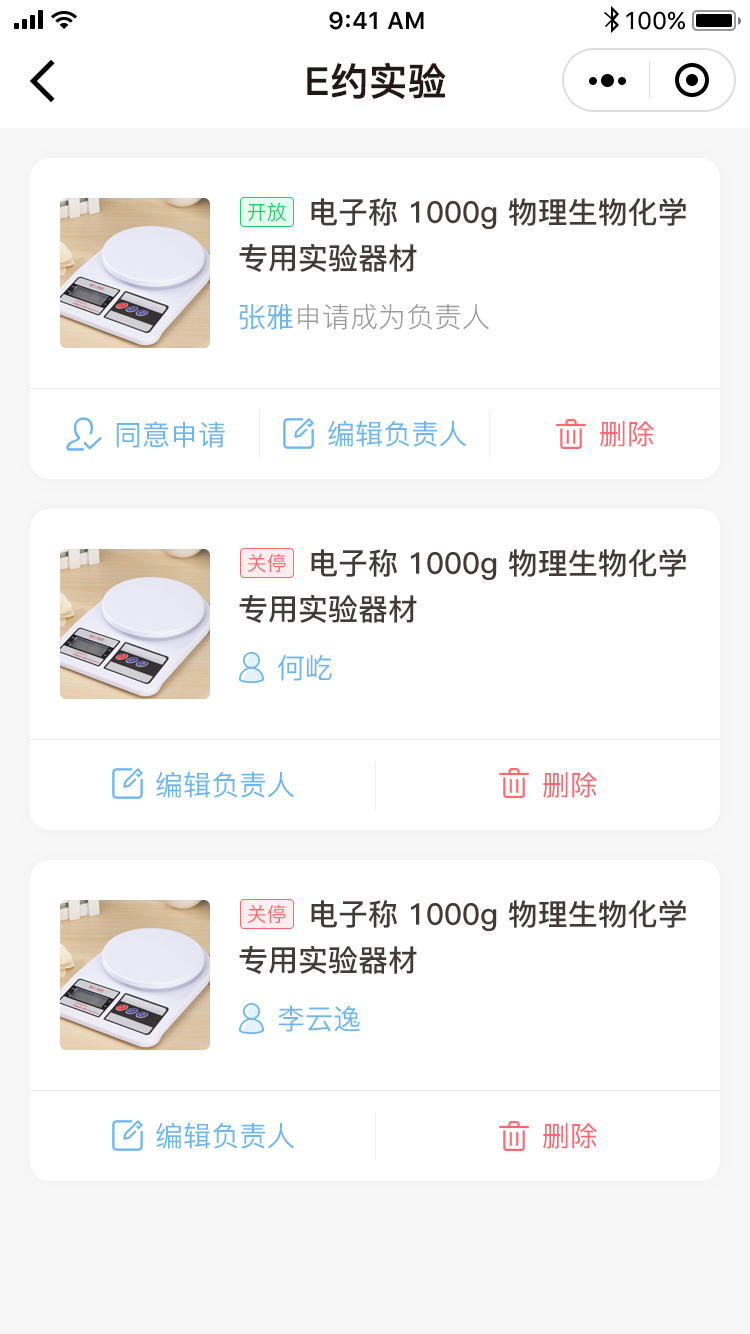 9:41 AM 100%
E约实验
开放 电子称 1000g 物理生物化学
专用实验器材
张雅申请成为负责人
同意申请 编辑负责人 删除
关停 电子称 1000g 物理生物化学
专用实验器材
何屹
编辑负责人 删除
关停 电子称 1000g 物理生物化学
专用实验器材
李云逸
编辑负责人 删除